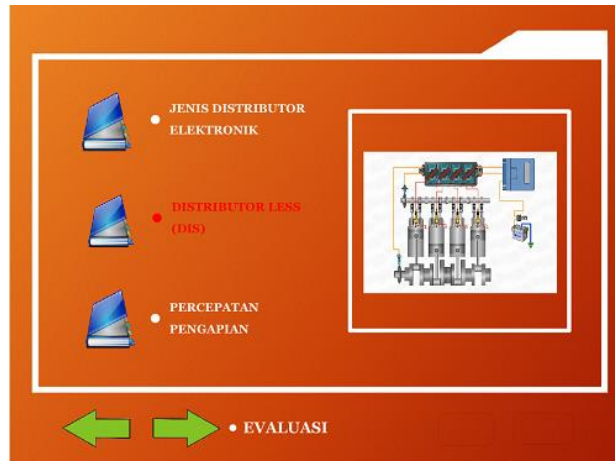 JENIS DISTRIBUTOR
ELEKTRONIK
DISTRIBUTOR LESS
(DIS)
PERCEPATAN
PENGAPIAN
EVALUASI